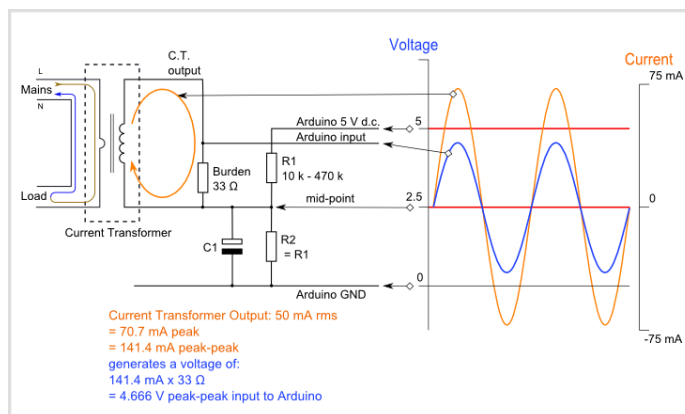 Voltage
C.T.
output
Current
L
Mains
N
75 mA
Arduino 5 V d.c.
5
Arduino input
Burden
33 Ω
R1
10 k - 470 k
Load
mid-point
2.5
0
Current Transformer
C1
R2
= R1
0
Arduino GND
-75 mA
Current Transformer Output: 50 mA rms
= 70.7 mA peak
= 141.4 mA peak-peak
generates a voltage of:
141.4 mA x 33 Ω
= 4.666 V peak-peak input to Arduino